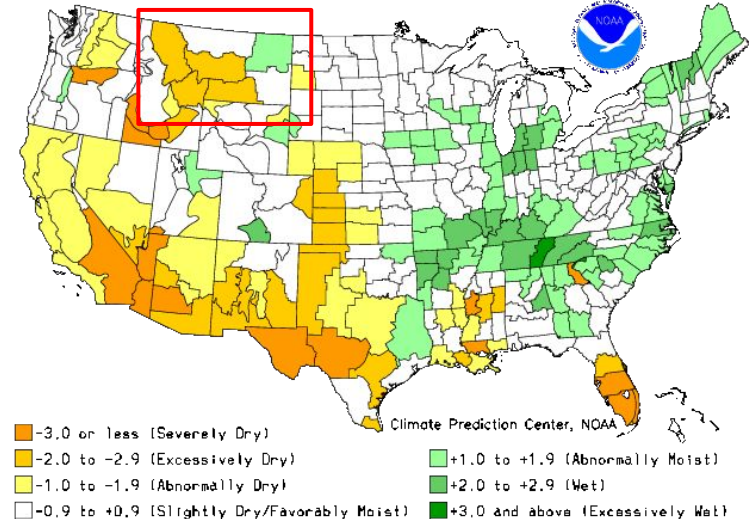 NOAA
Climate Prediction Center, NOAA
-3.0 or less (Severely Dry)
-2.0 to -2.9 (Excessively Dry)
-1.0 to -1.9 (Abnormally Dry)
-0.9 to +0.9 (Slightly Dry/Favorably Moist)
+1.0 to +1.9 (Abnormally Moist)
+2.0 to +2.9 (Wet)
+3.0 and above (Excessively Wet)